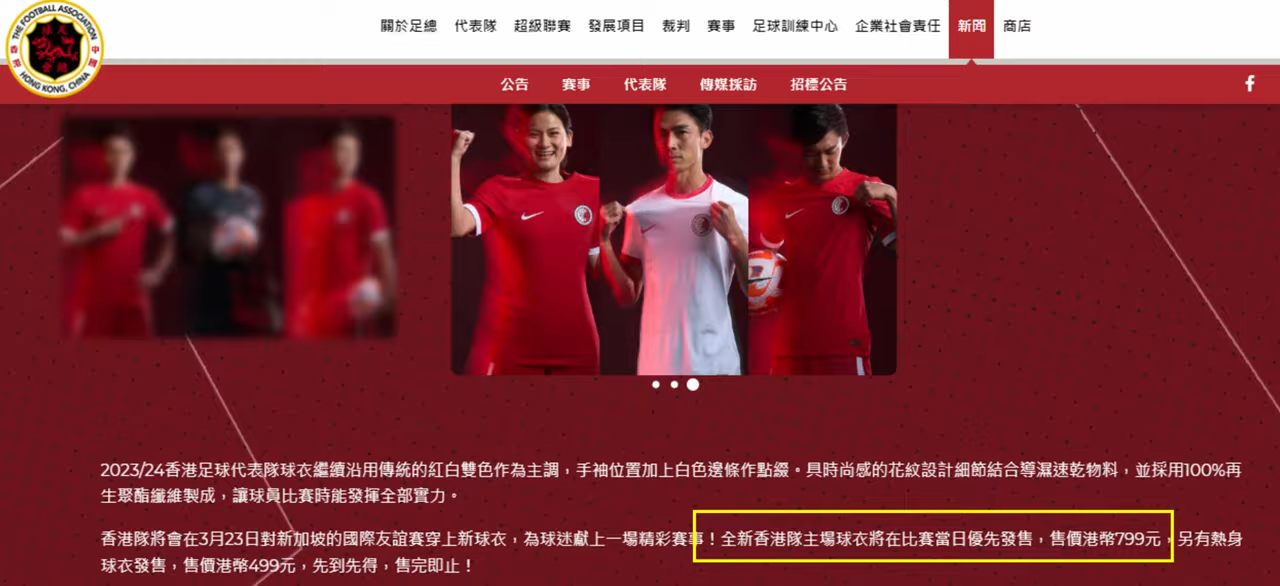 THE FOOTBALL ASSOCIATION
HONG KONG, CHINA
關於足總 代表隊 超級聯賽 發展項目 裁判 賽事 足球訓練中心 企業社會責任 新聞 商店
公告 賽事 代表隊 傳媒採訪 招標公告
2023/24香港足球代表隊球衣繼續沿用傳統的紅白雙色作為主調，手袖位置加上白色邊條作點綴。具時尚感的花紋設計細節結合導濕速乾物料，並採用100%再
生聚酯纖維製成，讓球員比賽時能發揮全部實力。
香港隊將會在3月23日對新加坡的國際友誼賽穿上新球衣，為球迷獻上一場精彩賽事！全新香港隊主場球衣將在比賽當日優先發售，售價港幣799元，另有熱身
球衣發售，售價港幣499元，先到先得，售完即止！